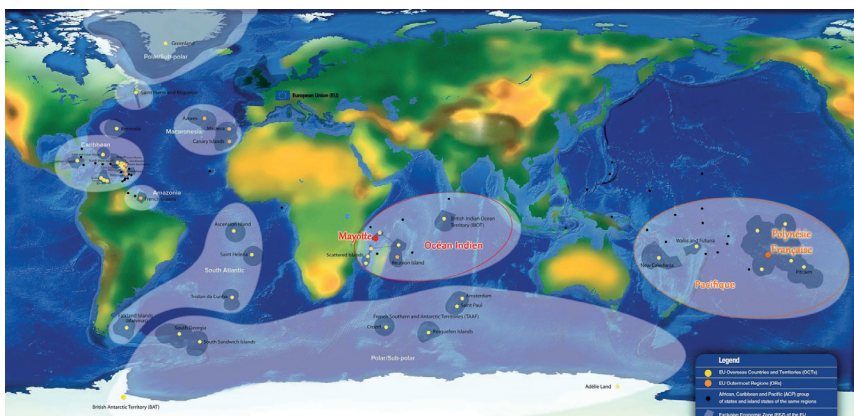 Greenland
Polar/Sub-polar
Saint Pierre and Miquelon
European Union (EU)
Azores
Madeira
Macaronesia
Canary Islands
Bermuda
Caribbean
Amazonia
French Guiana
Ascension Island
Saint Helena
South Atlantic
Tristan da Cunha
Falkland Islands
(Malvinas)
South Georgia
South Sandwich Islands
British Antarctic Territory (BAT)
Mayotte
Scattered Islands
Reunion Island
British Indian Ocean
Territory (BIOT)
Océan Indien
Amsterdam
Saint Paul
French Southern and Antarctic Territories (TAAF)
Crozet
Kerguelen Islands
Polar/Sub-polar
Adélie Land
Wallis and Futuna
New Caledonia
Polynésie
Française
Pitcairn
Pacifique
Legend
EU Overseas Countries and Territories (OCTs)
EU Outermost Regions (ORs)
African, Caribbean and Pacific (ACP) group
of states and island states of the same regions
Exclusive Economic Zone (EEZ) of the EU